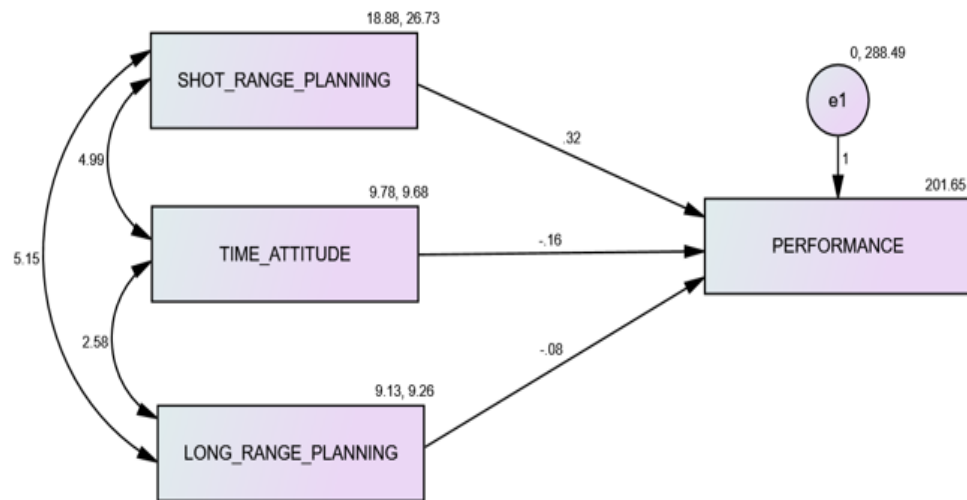 18.88, 26.73
SHOT_RANGE_PLANNING
0, 288.49
e1
1
.32
4.99
9.78, 9.68
201.65
TIME_ATTITUDE
-.16
PERFORMANCE
5.15
2.58
-.08
9.13, 9.26
LONG_RANGE_PLANNING